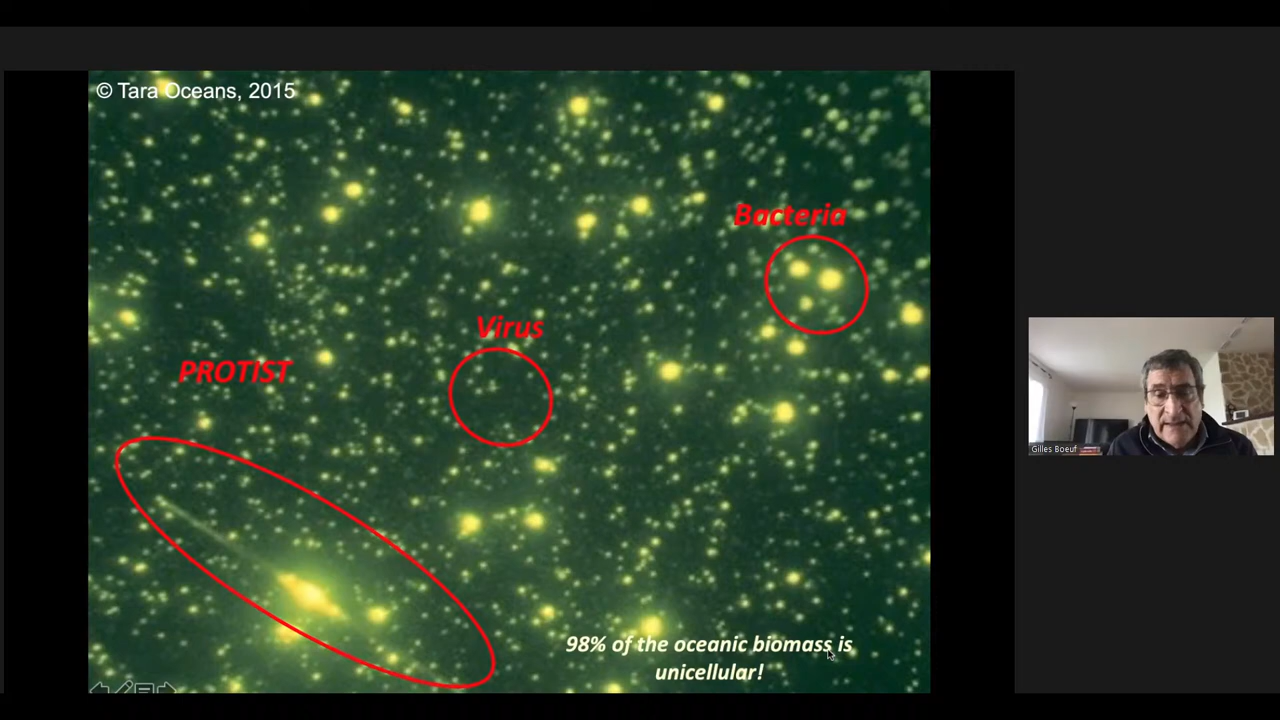 © Tara Oceans, 2015
Bacteria
Virus
PROTIST
Gilles Boeuf
98% of the oceanic biomass is
unicellular!